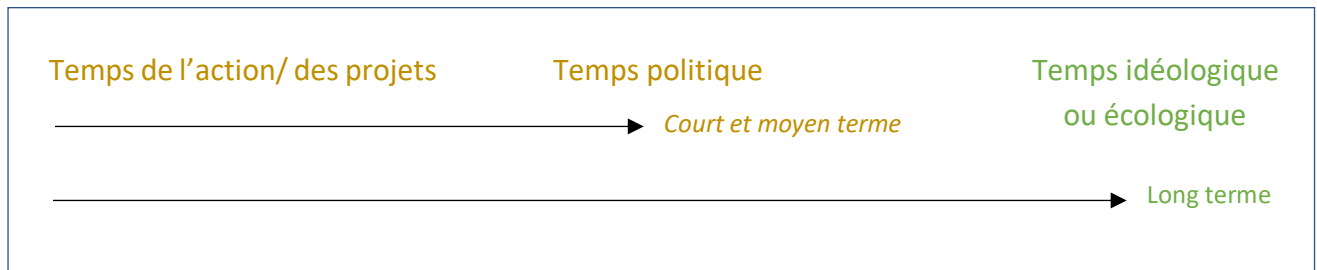 Temps de l’action/ des projets
Temps politique
Temps idéologique
ou écologique
Court et moyen terme
Long terme